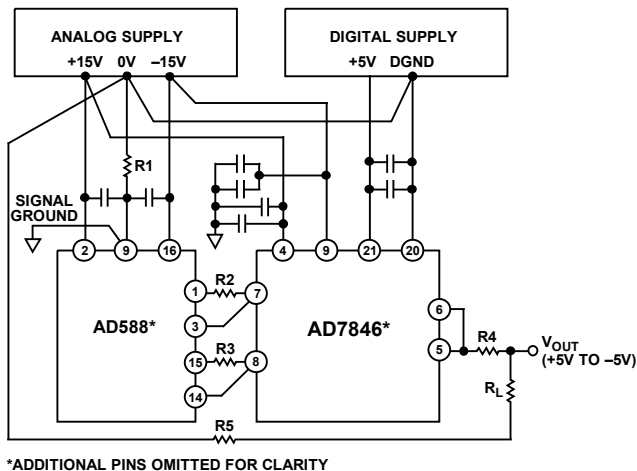 ANALOG SUPPLY
+15V 0V –15V
DIGITAL SUPPLY
+5V DGND
R1
SIGNAL
GROUND
2
9
16
4
9
21
20
1
R2
7
3
AD588*
AD7846*
6
15
R3
8
5
R4
VOUT
(+5V TO –5V)
14
RL
R5
*ADDITIONAL PINS OMITTED FOR CLARITY